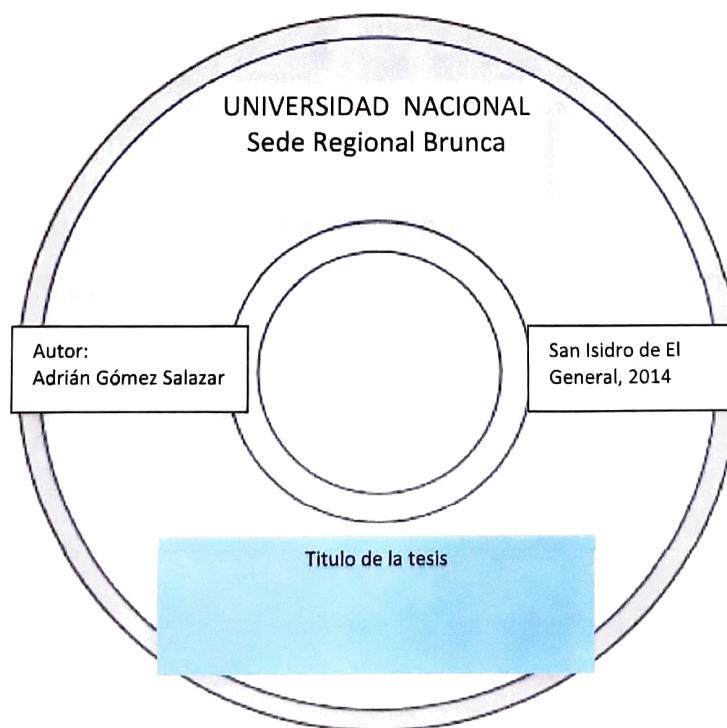 UNIVERSIDAD NACIONAL
Sede Regional Brunca
Autor:
Adrián Gómez Salazar
San Isidro de El
General, 2014
Titulo de la tesis